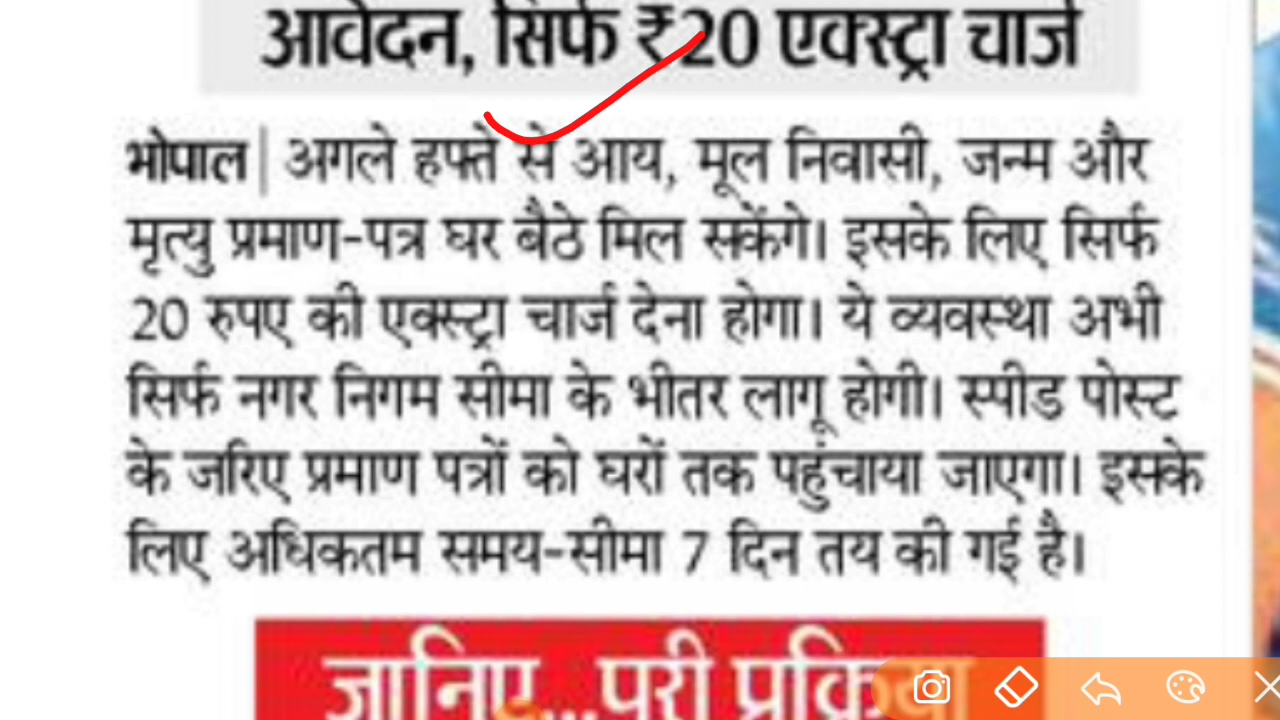 आवेदन, सिर्फ ₹20 एक्स्ट्रा चार्ज
भोपाल | अगले हफ्ते से आय, मूल निवासी, जन्म और
मृत्यु प्रमाण-पत्र घर बैठे मिल सकेंगे। इसके लिए सिर्फ
20 रुपए की एक्स्ट्रा चार्ज देना होगा। ये व्यवस्था अभी
सिर्फ नगर निगम सीमा के भीतर लागू होगी। स्पीड पोस्ट
के जरिए प्रमाण पत्रों को घरों तक पहुंचाया जाएगा। इसके
लिए अधिकतम समय-सीमा 7 दिन तय की गई है।
जानिए...पूरी प्रक्रिया